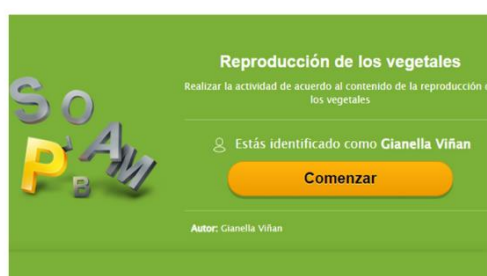 Reproducción de los vegetales
Realizar la actividad de acuerdo al contenido de la reproducción
los vegetales
Estás identificado como Gianella Viñan
Comenzar
Autor: Gianella Viñan
S O
P A M
B